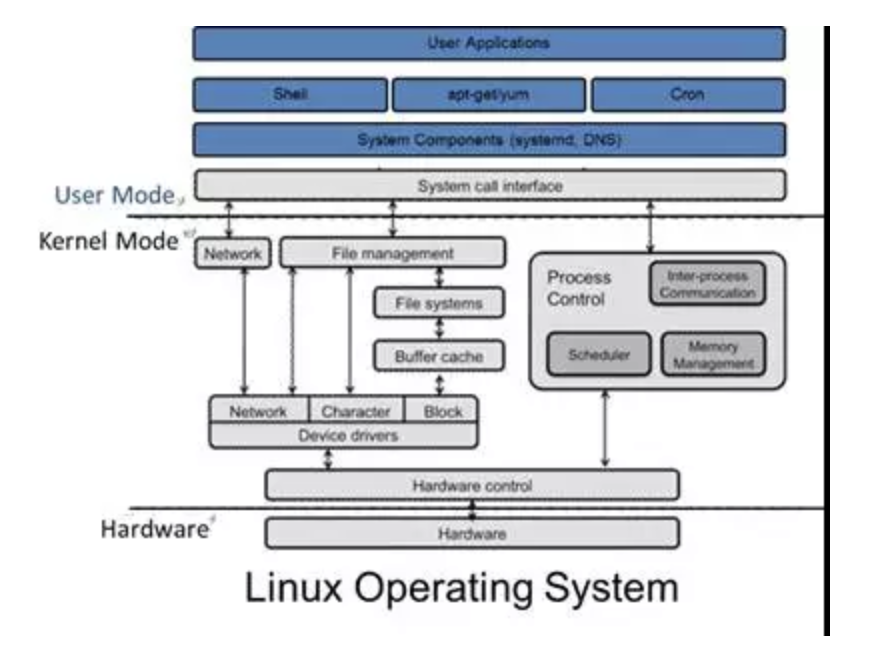 User Applications
Shell
apt-get/yum
Cron
System Components (systemd, DNS)
System call interface
User Mode
Kernel Mode
Network
File management
Process
Control
Inter-process
Communication
File systems
Buffer cache
Scheduler
Memory
Management
Network
Character
Block
Device drivers
Hardware control
Hardware
Hardware
Linux Operating System